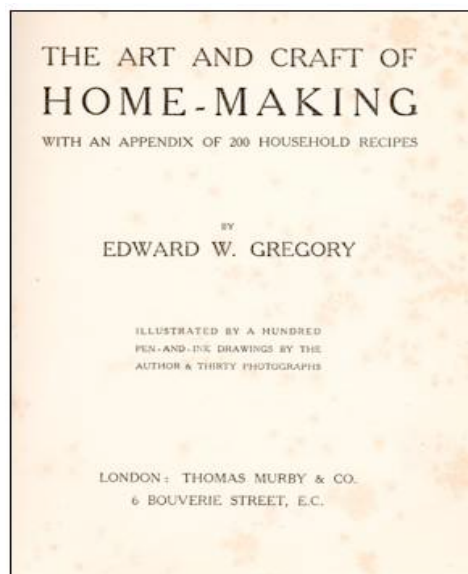 THE ART AND CRAFT OF
HOME-MAKING
WITH AN APPENDIX OF 200 HOUSEHOLD RECIPES
BY
EDWARD W. GREGORY
ILLUSTRATED BY A HUNDRED
PEN-AND-INK DRAWINGS BY THE
AUTHOR & THIRTY PHOTOGRAPHS
LONDON: THOMAS MURBY & CO.
6 BOUVERIE STREET, E.C.